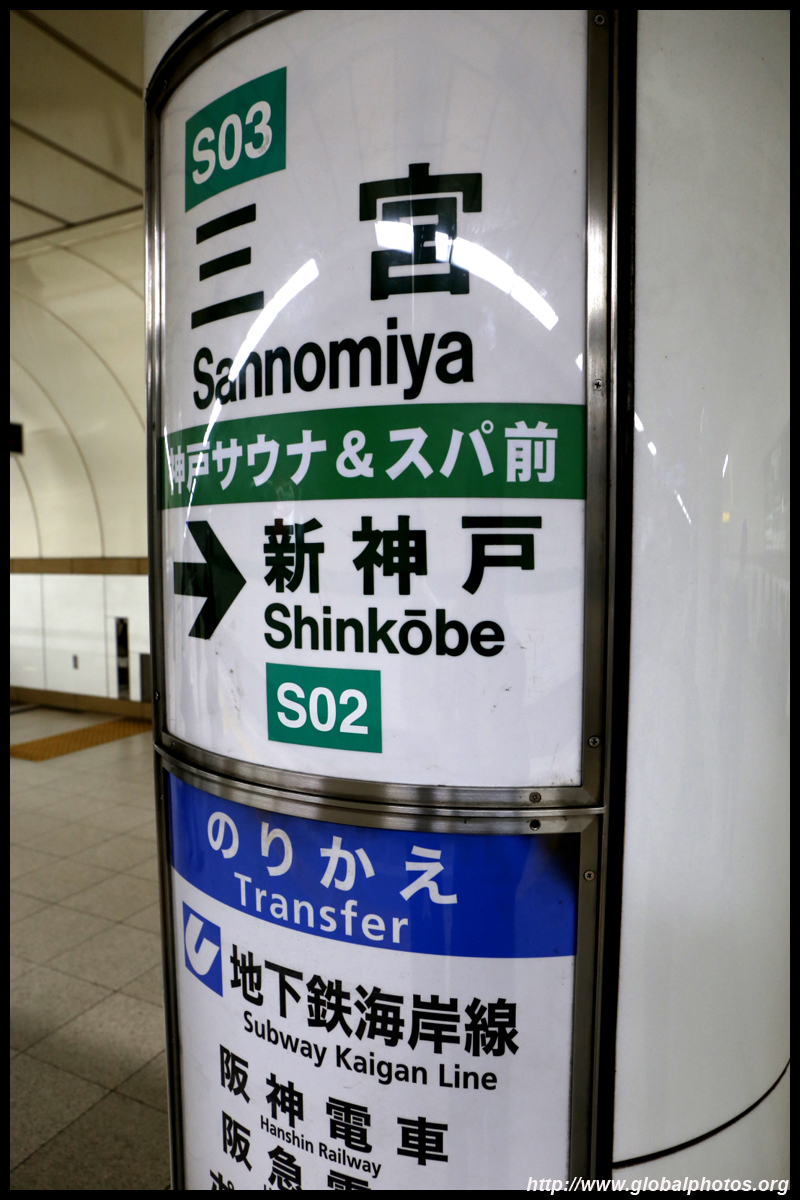 S03
三宮
Sannomiya
神戸サウナ&スパ前
新神戸
Shinkōbe
S02
のりかえ
Transfer
地下鉄海岸線
Subway Kaigan Line
阪神電車
Hanshin Railway
阪急電
http://www.globalphotos.org